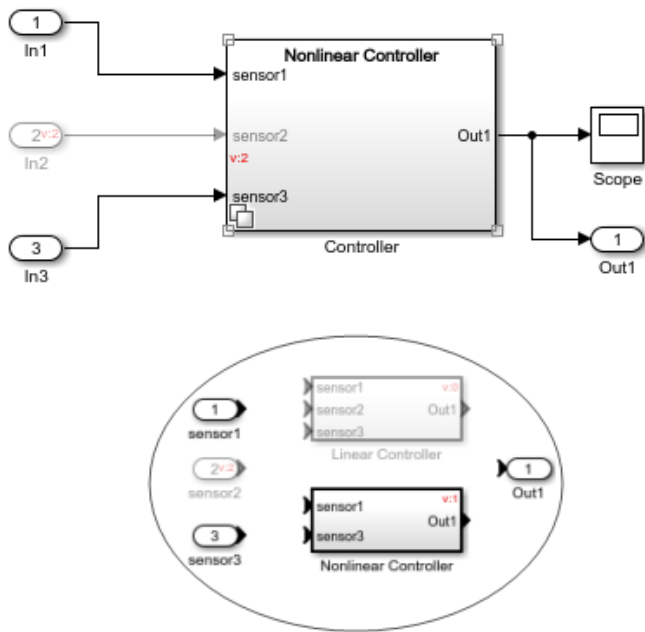 1
In1
Nonlinear Controller
sensor1
2 v:2
In2
sensor2
v:2
Out1
Scope
3
In3
sensor3
Controller
1
Out1
1
sensor1
sensor1 v:0
sensor2 Out1
sensor3
Linear Controller
2 v:2
sensor2
1
Out1
3
sensor3
sensor1 v:1
Out1
sensor3
Nonlinear Controller